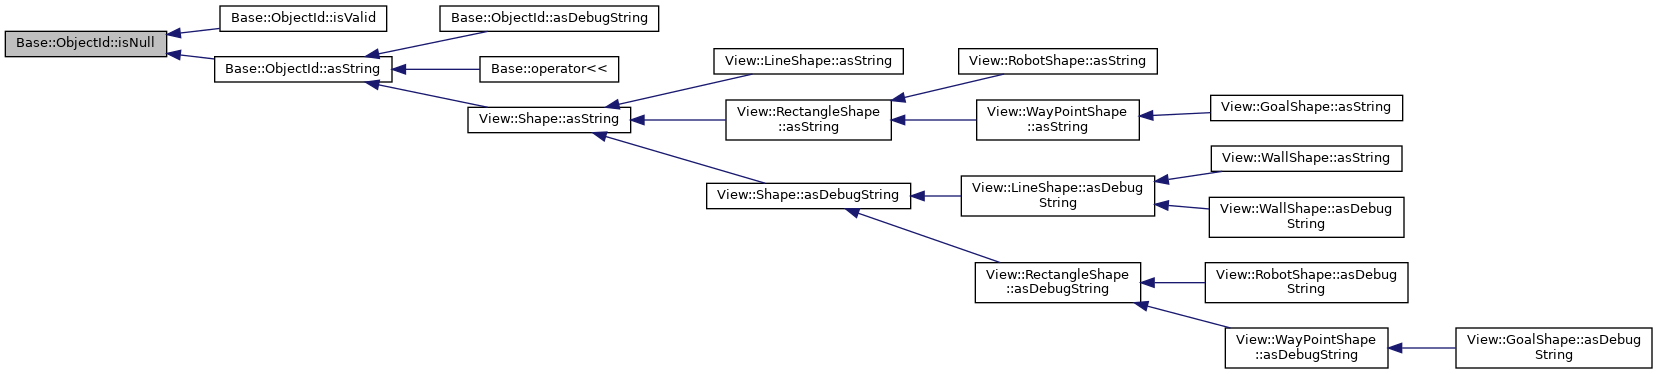 Base::ObjectId::isNull
Base::ObjectId::isValid
Base::ObjectId::asString
Base::ObjectId::asDebugString
Base::operator<<
View::Shape::asString
View::LineShape::asString
View::RectangleShape
::asString
View::RobotShape::asString
View::WayPointShape
::asString
View::GoalShape::asString
View::Shape::asDebugString
View::LineShape::asDebug
String
View::WallShape::asString
View::WallShape::asDebug
String
View::RectangleShape
::asDebugString
View::RobotShape::asDebug
String
View::WayPointShape
::asDebugString
View::GoalShape::asDebug
String